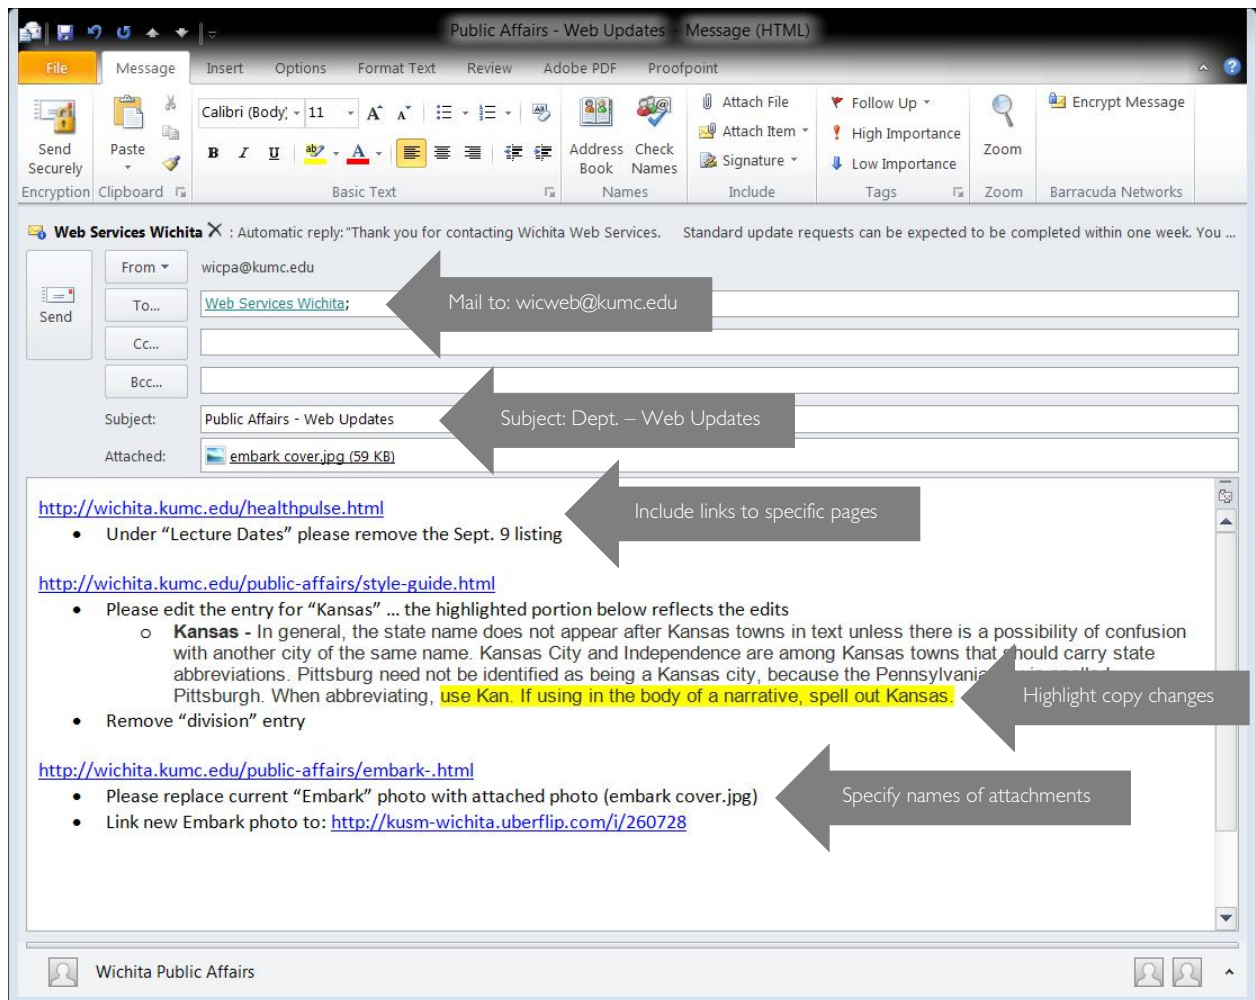 Public Affairs - Web Updates - Message (HTML)
File Message Insert Options Format Text Review Adobe PDF Proofpoint
Calibri (Body) 11
Attach File Follow Up Encrypt Message
Attach Item High Importance
Send Securely Paste B I U Address Book Check Names Signature Low Importance Zoom
Encryption Clipboard Basic Text Names Include Tags Zoom Barracuda Networks
Web Services Wichita X : Automatic reply:"Thank you for contacting Wichita Web Services. Standard update requests can be expected to be completed within one week. You ...
From wicpa@kumc.edu
Send To... Web Services Wichita; Mail to: wicweb@kumc.edu
Cc...
Bcc...
Subject: Public Affairs - Web Updates Subject: Dept. – Web Updates
Attached: embark cover.jpg (59 KB)
http://wichita.kumc.edu/healthpulse.html Include links to specific pages
• Under “Lecture Dates” please remove the Sept. 9 listing
http://wichita.kumc.edu/public-affairs/style-guide.html
• Please edit the entry for “Kansas” ... the highlighted portion below reflects the edits
o Kansas - In general, the state name does not appear after Kansas towns in text unless there is a possibility of confusion
with another city of the same name. Kansas City and Independence are among Kansas towns that should carry state
abbreviations. Pittsburg need not be identified as being a Kansas city, because the Pennsylvania
Pittsburgh. When abbreviating, use Kan. If using in the body of a narrative, spell out Kansas. Highlight copy changes
• Remove “division” entry
http://wichita.kumc.edu/public-affairs/embark-.html
• Please replace current “Embark” photo with attached photo (embark cover.jpg) Specify names of attachments
• Link new Embark photo to: http://kusm-wichita.uberflip.com/i/260728
Wichita Public Affairs